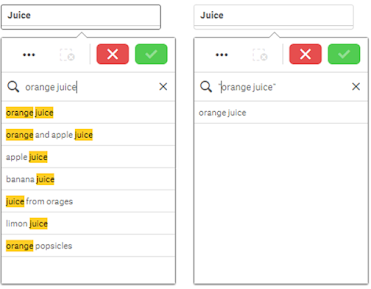 Juice
orange juice
orange juice
orange and apple juice
apple juice
banana juice
juice from orages
limon juice
orange popsicles
Juice
"orange juice"
orange juice